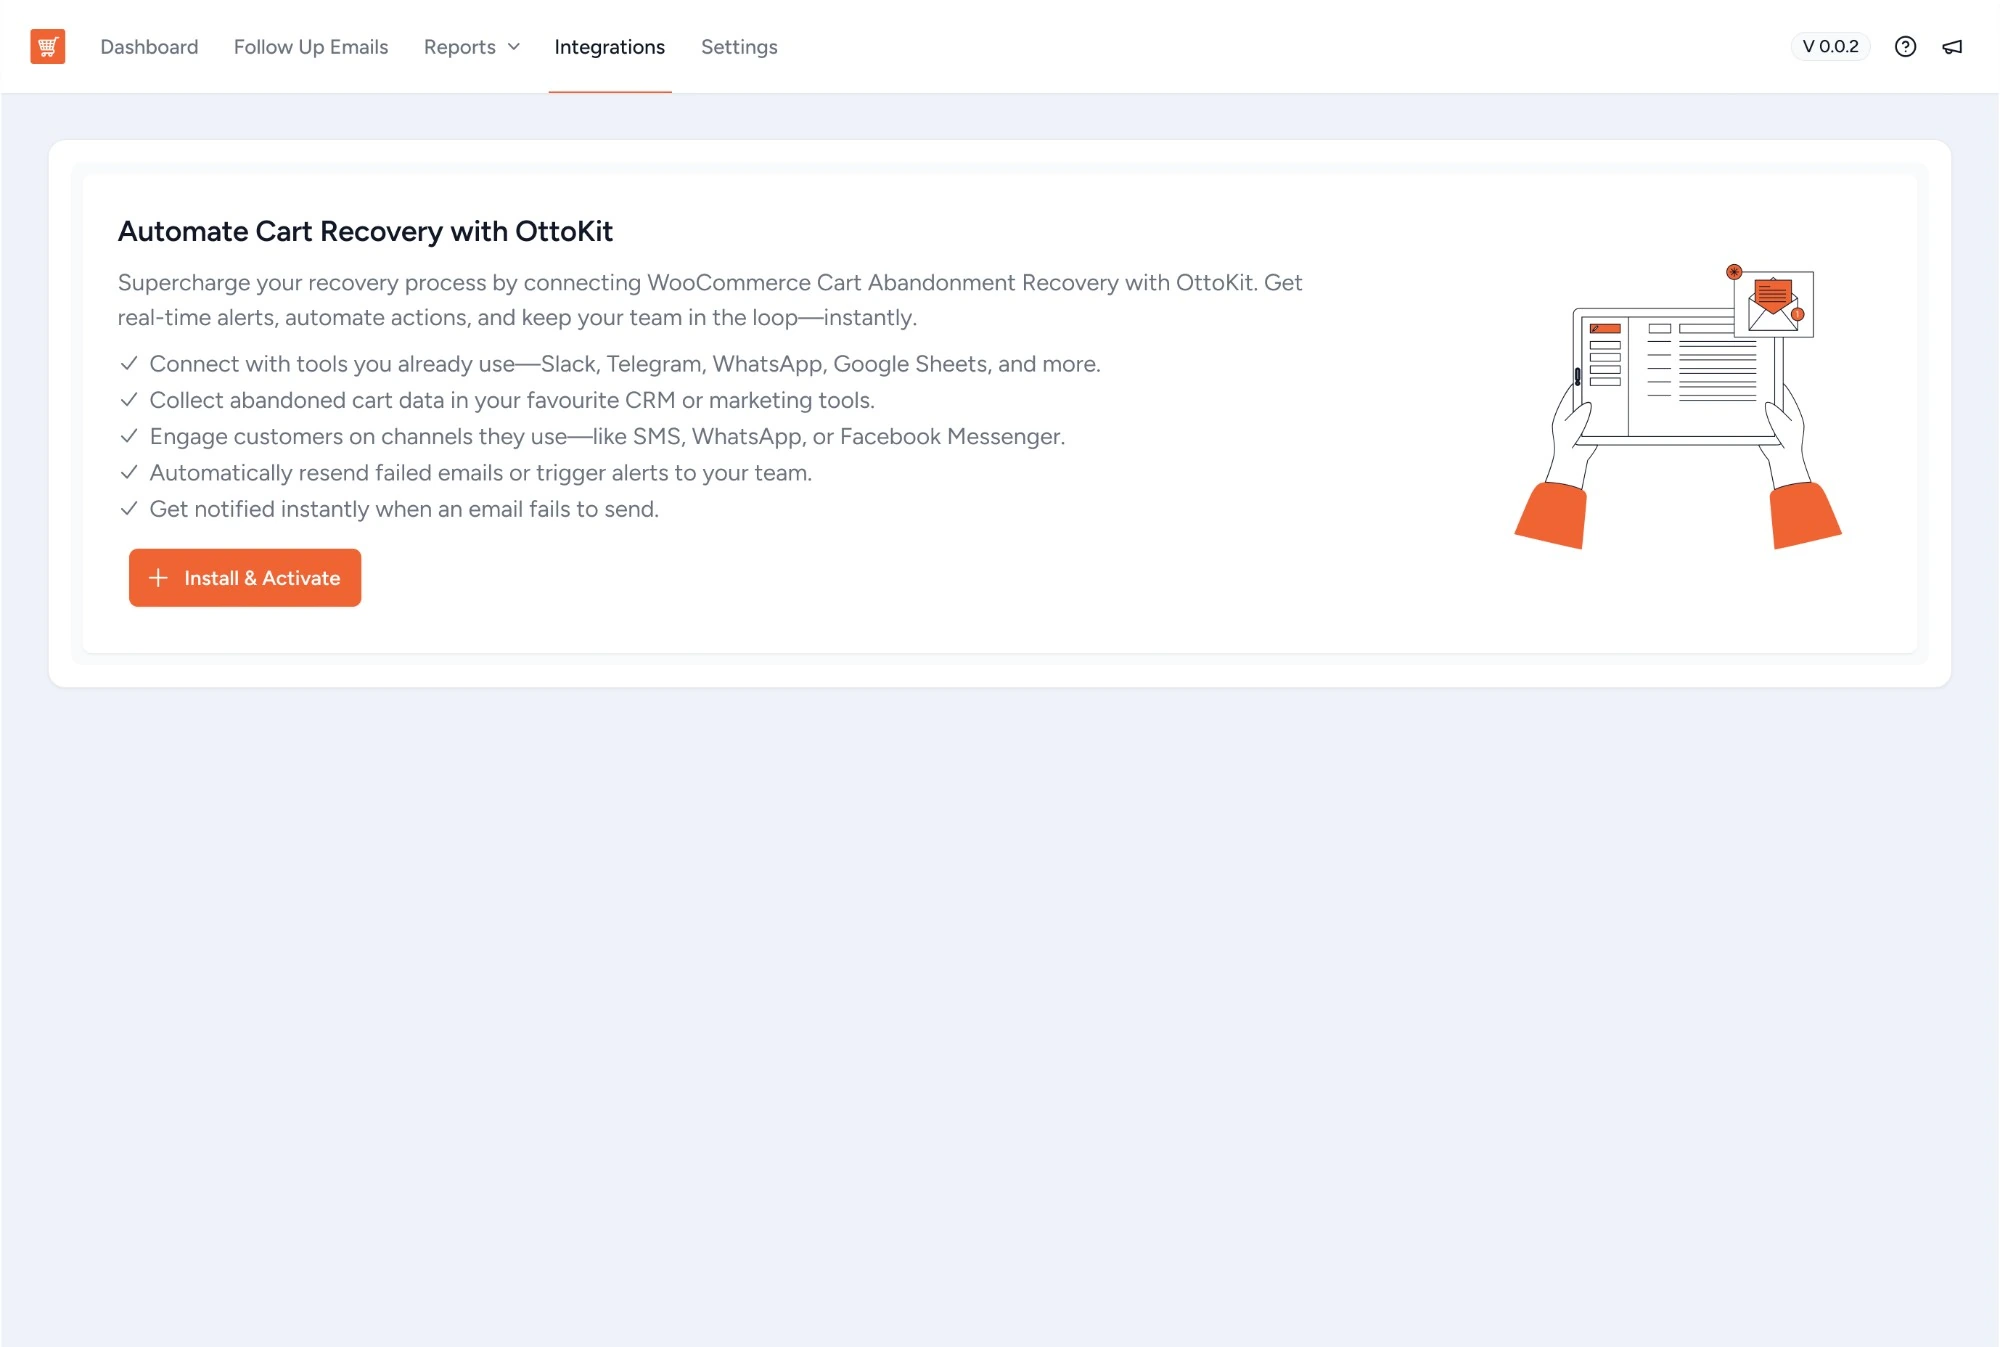 Dashboard Follow Up Emails Reports Integrations Settings V 0.0.2
Automate Cart Recovery with OttoKit
Supercharge your recovery process by connecting WooCommerce Cart Abandonment Recovery with OttoKit. Get
real-time alerts, automate actions, and keep your team in the loop—instantly.
Connect with tools you already use—Slack, Telegram, WhatsApp, Google Sheets, and more.
Collect abandoned cart data in your favourite CRM or marketing tools.
Engage customers on channels they use—like SMS, WhatsApp, or Facebook Messenger.
Automatically resend failed emails or trigger alerts to your team.
Get notified instantly when an email fails to send.
Install & Activate